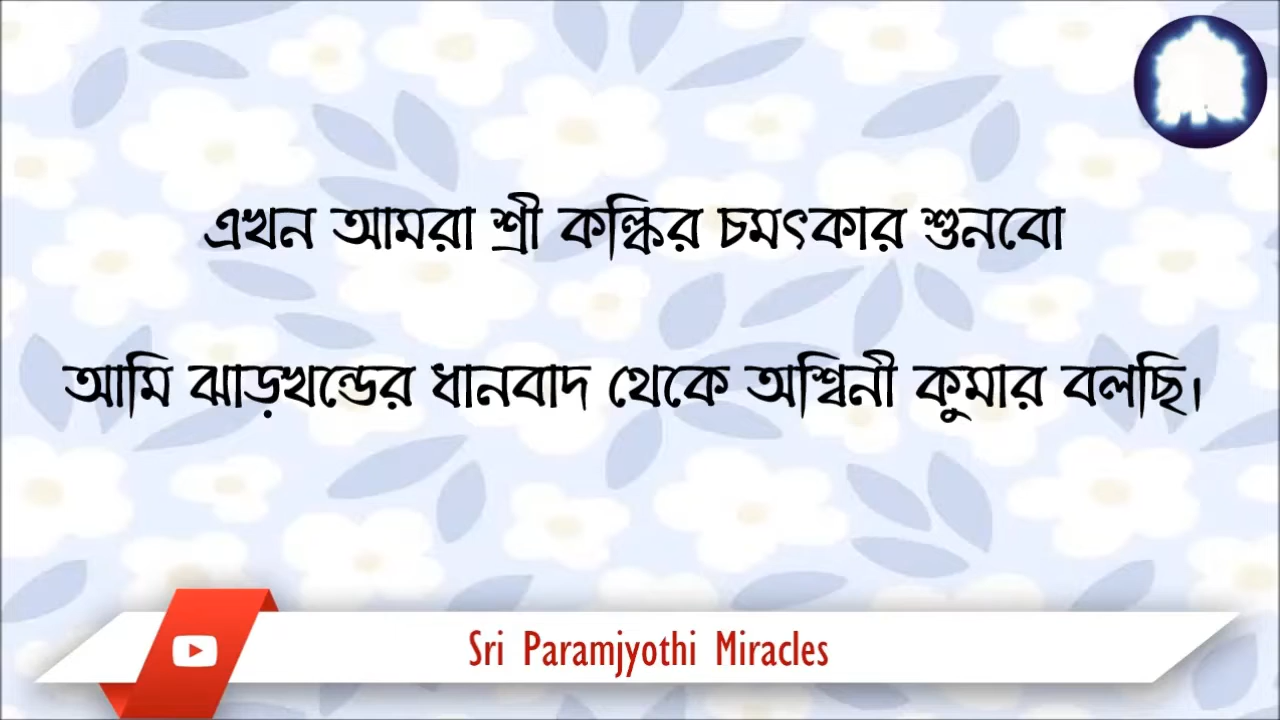 এখন আমরা শ্রী কল্কির চমৎকার শুনবো
আমি ঝাড়খন্ডের ধানবাদ থেকে অশ্বিনী কুমার বলছি।
Sri Paramjyothi Miracles